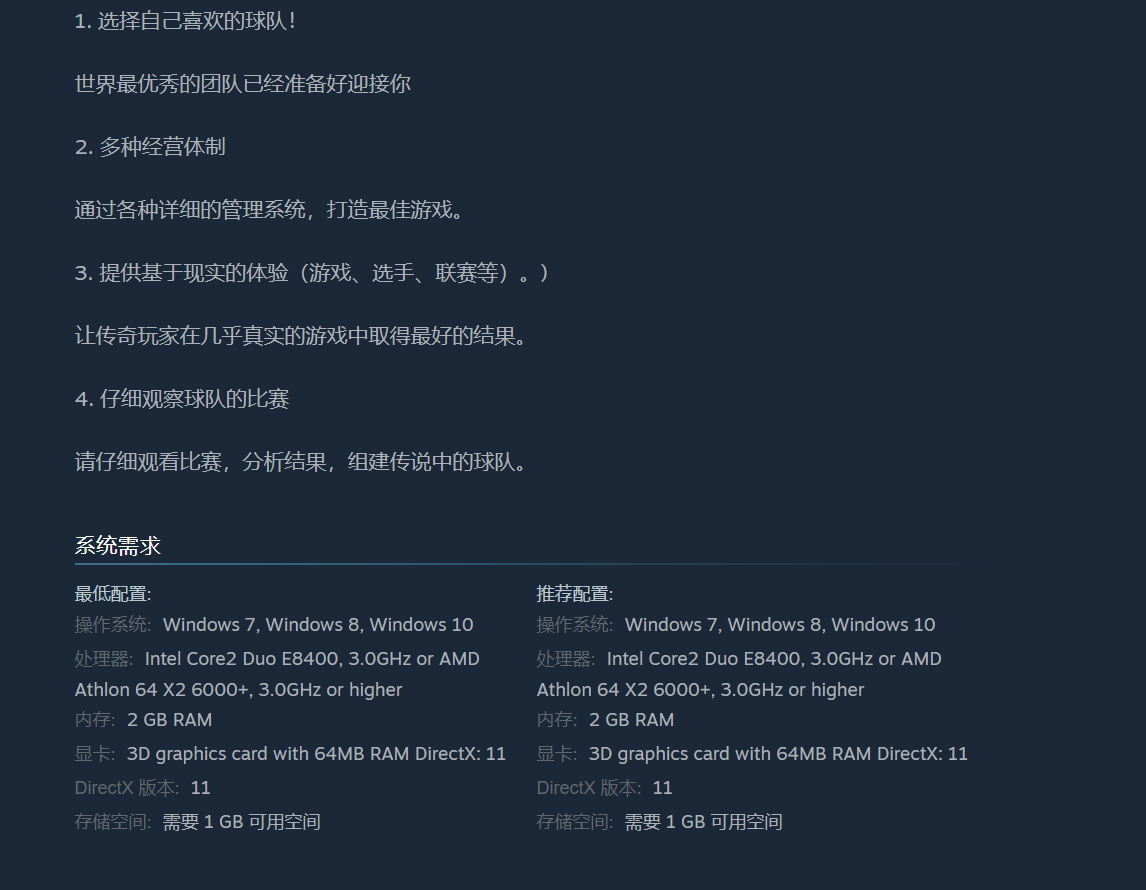 1. 选择自己喜欢的球队！
世界最优秀的团队已经准备好迎接你
2. 多种经营体制
通过各种详细的管理系统，打造最佳游戏。
3. 提供基于现实的体验（游戏、选手、联赛等）。）
让传奇玩家在几乎真实的游戏中取得最好的结果。
4. 仔细观察球队的比赛
请仔细观看比赛，分析结果，组建传说中的球队。
系统需求
最低配置:
操作系统: Windows 7, Windows 8, Windows 10
处理器: Intel Core2 Duo E8400, 3.0GHz or AMD
Athlon 64 X2 6000+, 3.0GHz or higher
内存: 2 GB RAM
显卡: 3D graphics card with 64MB RAM DirectX: 11
DirectX 版本: 11
存储空间: 需要 1 GB 可用空间
推荐配置:
操作系统: Windows 7, Windows 8, Windows 10
处理器: Intel Core2 Duo E8400, 3.0GHz or AMD
Athlon 64 X2 6000+, 3.0GHz or higher
内存: 2 GB RAM
显卡: 3D graphics card with 64MB RAM DirectX: 11
DirectX 版本: 11
存储空间: 需要 1 GB 可用空间